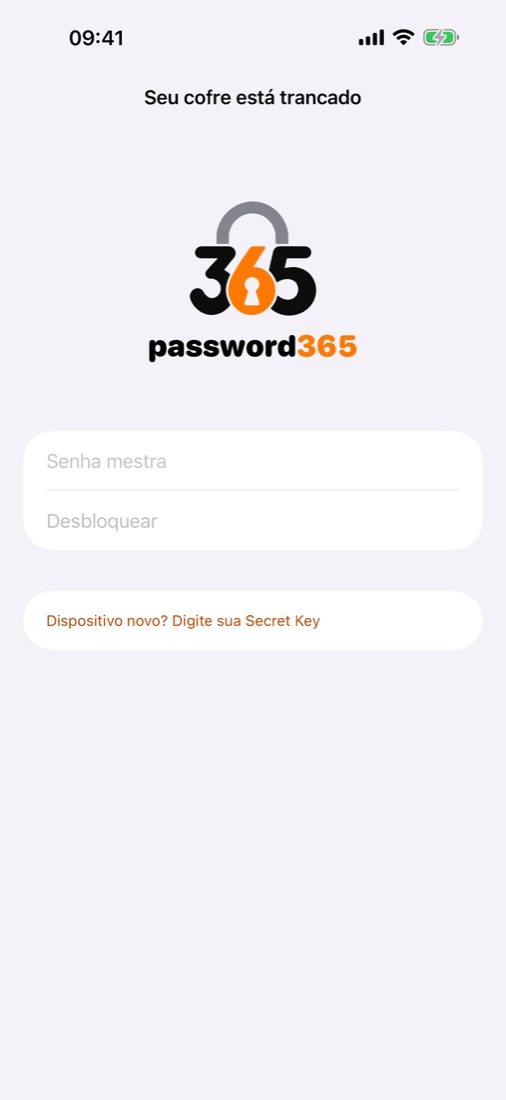 09:41
Seu cofre está trancado
365
password365
Senha mestra
Desbloquear
Dispositivo novo? Digite sua Secret Key